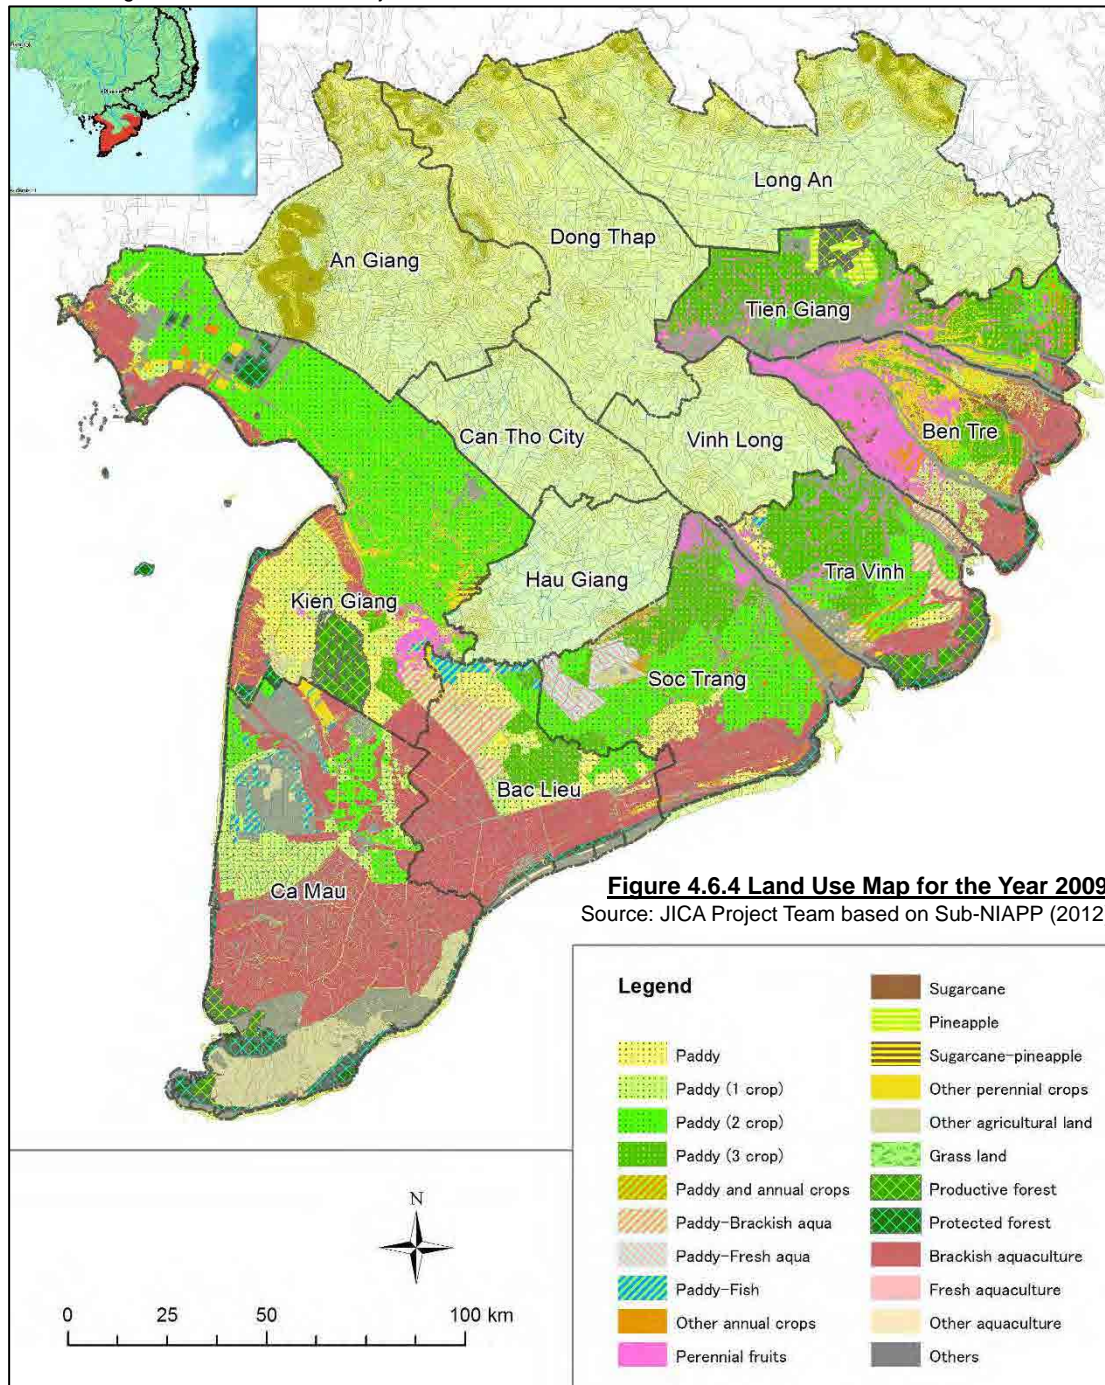 Long An
Dong Thap
An Giang
Tien Giang
Can Tho City
Vinh Long
Ben Tre
Hau Giang
Tra Vinh
Kien Giang
Soc Trang
Bac Lieu
Ca Mau
Figure 4.6.4 Land Use Map for the Year 2009
Source: JICA Project Team based on Sub-NIAPP (2012
Legend
Paddy
Paddy (1 crop)
Paddy (2 crop)
Paddy (3 crop)
Paddy and annual crops
Paddy-Brackish aqua
Paddy-Fresh aqua
Paddy-Fish
Other annual crops
Perennial fruits
Sugarcane
Pineapple
Sugarcane-pineapple
Other perennial crops
Other agricultural land
Grass land
Productive forest
Protected forest
Brackish aquaculture
Fresh aquaculture
Other aquaculture
Others
N
0 25 50 100 km